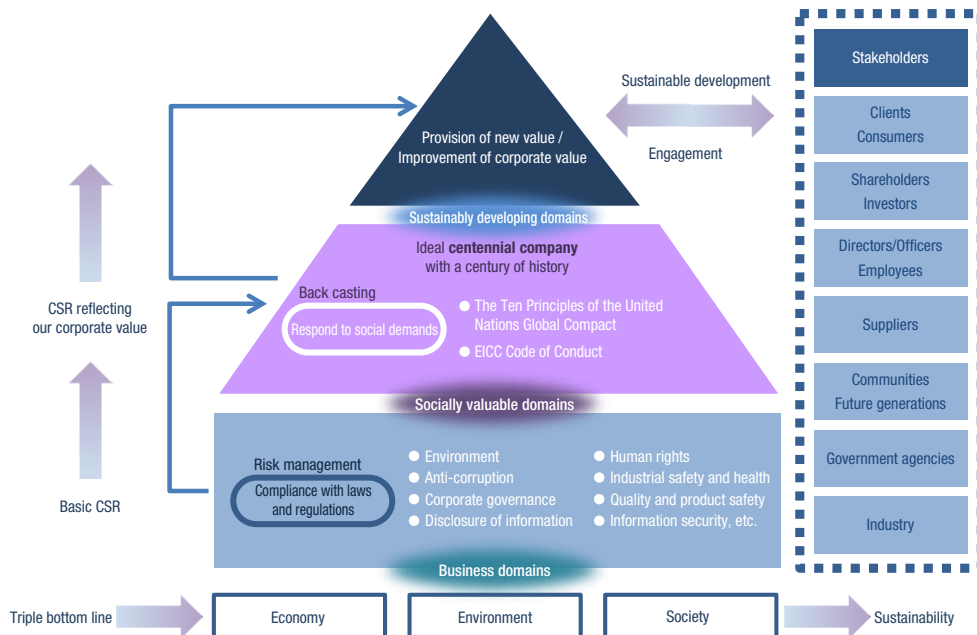 Provision of new value /
Improvement of corporate value
Sustainable development
Engagement
Sustainably developing domains
Ideal centennial company
with a century of history
Back casting
Respond to social demands
The Ten Principles of the United
Nations Global Compact
EICC Code of Conduct
Socially valuable domains
CSR reflecting
our corporate value
Basic CSR
Risk management
Compliance with laws
and regulations
Environment
Anti-corruption
Corporate governance
Disclosure of information
Human rights
Industrial safety and health
Quality and product safety
Information security, etc.
Business domains
Stakeholders
Clients
Consumers
Shareholders
Investors
Directors/Officers
Employees
Suppliers
Communities
Future generations
Government agencies
Industry
Triple bottom line
Economy
Environment
Society
Sustainability